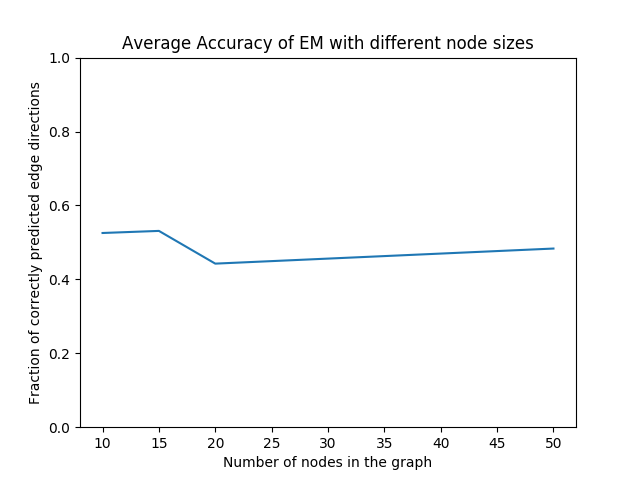 Average Accuracy of EM with different node sizes
Fraction of correctly predicted edge directions
1.0
0.8
0.6
0.4
0.2
0.0
10 15 20 25 30 35 40 45 50
Number of nodes in the graph